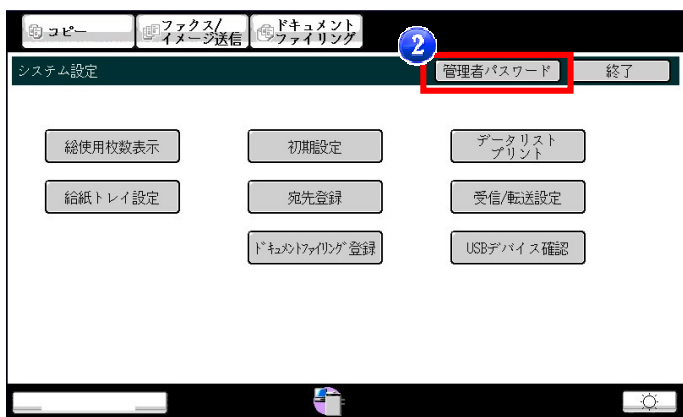 コピー
ファクス/
イメージ送信
ドキュメント
ファイリング
2
システム設定
管理者パスワード
終了
総使用枚数表示
初期設定
データリスト
プリント
給紙トレイ設定
宛先登録
受信/転送設定
ドキュメントファイリング登録
USBデバイス確認